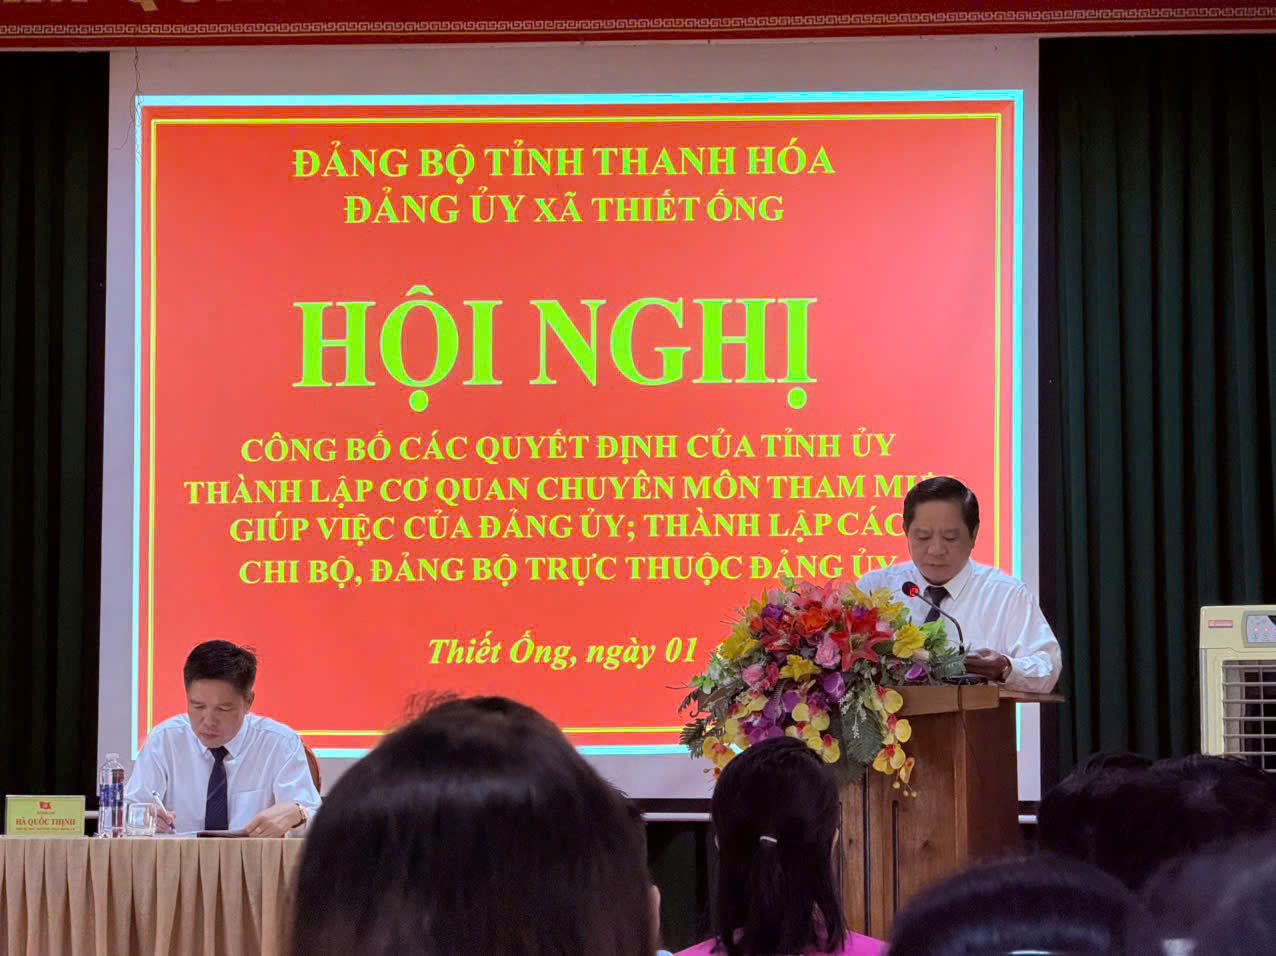 ĐẢNG BỘ TỈNH THANH HÓA
ĐẢNG ỦY XÃ THIẾT ỐNG
HỘI NGHỊ
CÔNG BỐ CÁC QUYẾT ĐỊNH CỦA TỈNH ỦY
THÀNH LẬP CƠ QUAN CHUYÊN MÔN THAM
GIÚP VIỆC CỦA ĐẢNG ỦY; THÀNH LẬP CÁC
CHI BỘ, ĐẢNG BỘ TRỰC THUỘC ĐẢNG ỦY
Thiết Ống, ngày 01
HÀ QUỐC THỊNH